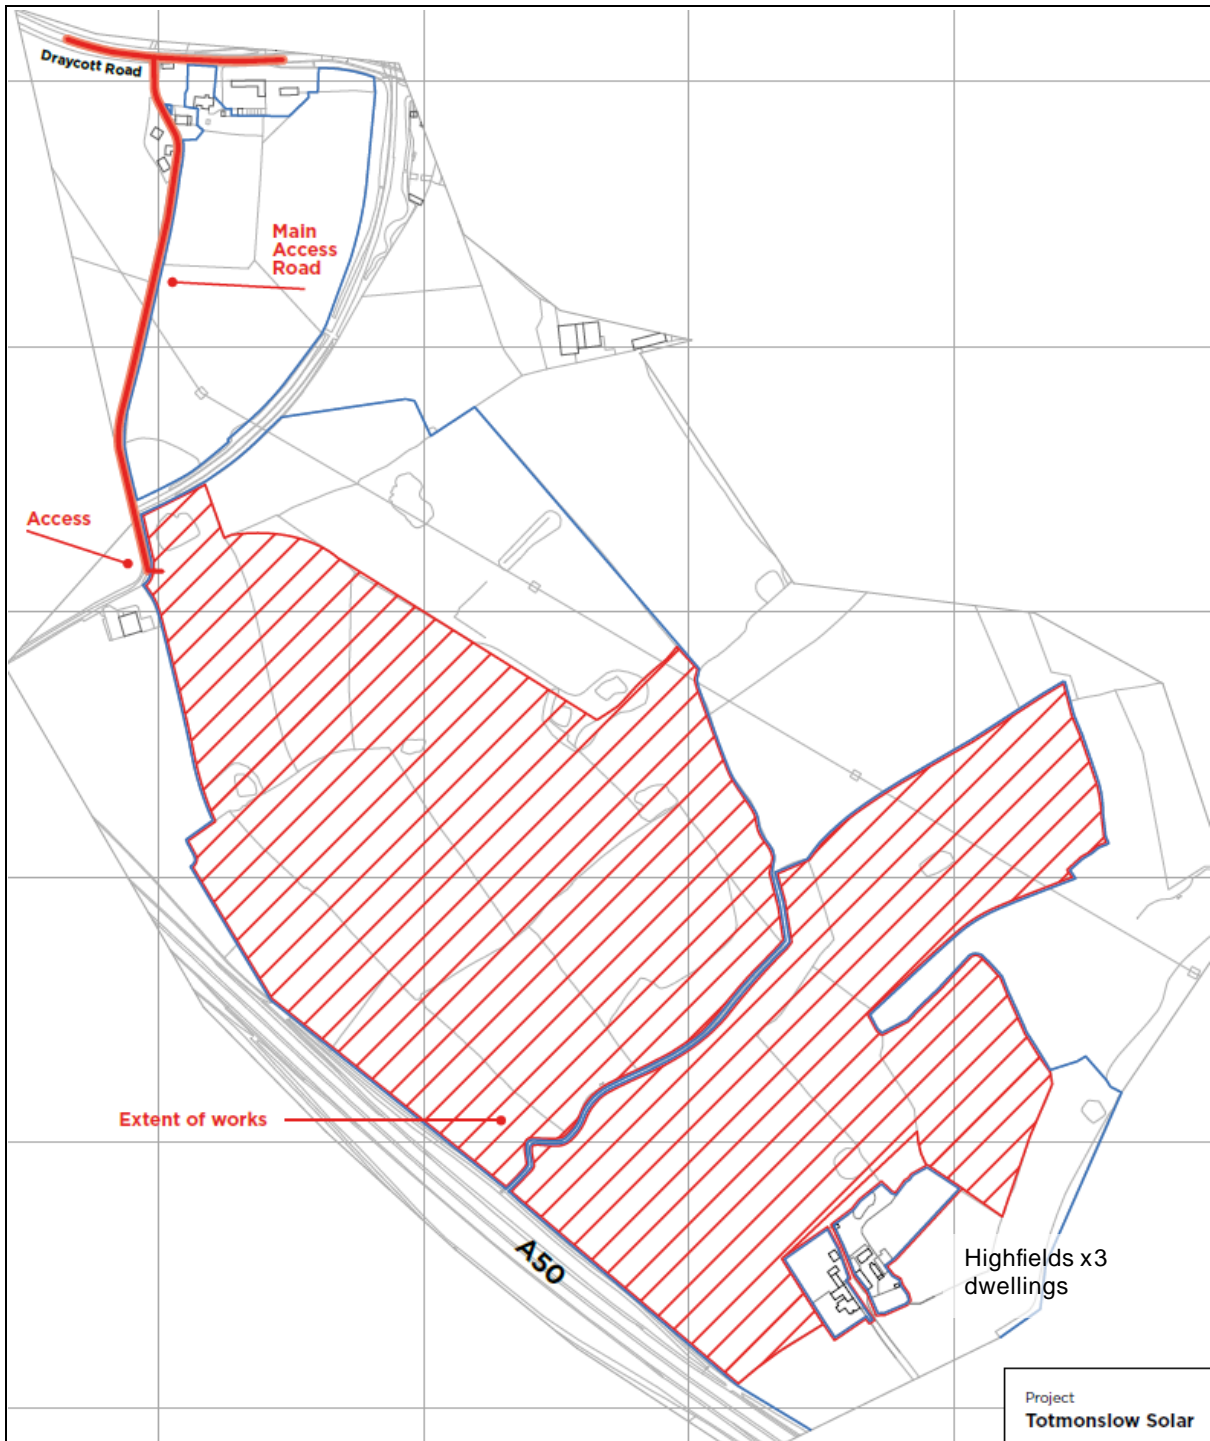 Draycott Road
Main
Access
Road
Access
Extent of works
A50
Highfields x3
dwellings
Project
Totmonslow Solar